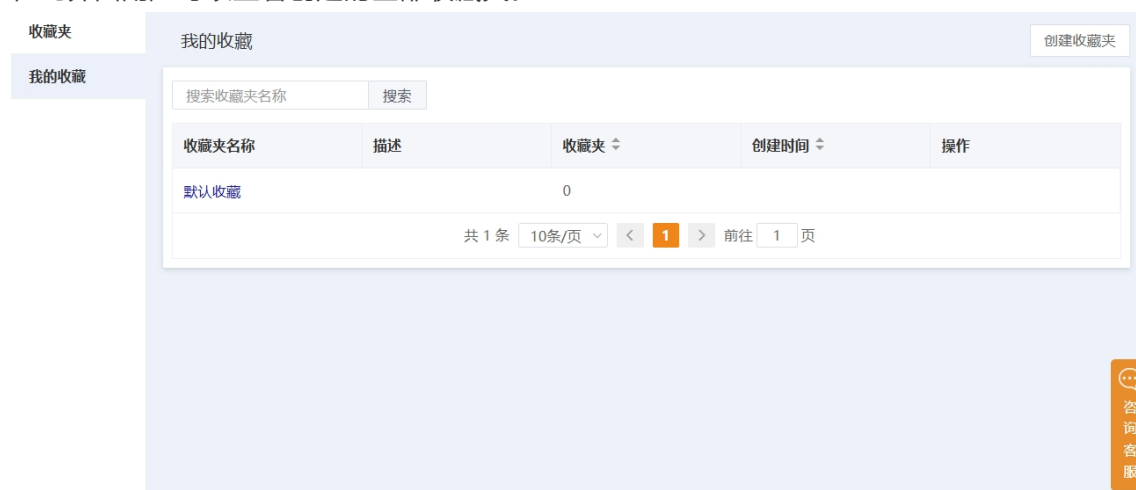 收藏夹
我的收藏
我的收藏
创建收藏夹
搜索收藏夹名称 搜索
收藏夹名称 描述 收藏夹 创建时间 操作
默认收藏 0
共 1 条 10条/页 1 前往 1 页
咨询客服